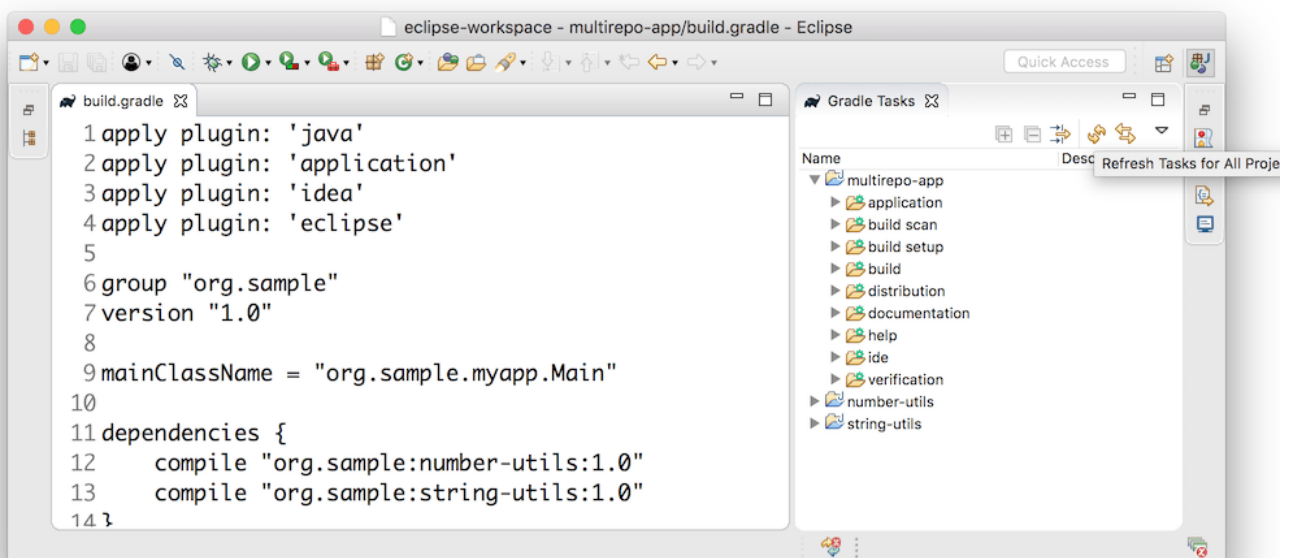 eclipse-workspace - multirepo-app/build.gradle - Eclipse
Quick Access
build.gradle
1 apply plugin: 'java'
2 apply plugin: 'application'
3 apply plugin: 'idea'
4 apply plugin: 'eclipse'
5
6 group "org.sample"
7 version "1.0"
8
9 mainClassName = "org.sample.myapp.Main"
10
11 dependencies {
12     compile "org.sample:number-utils:1.0"
13     compile "org.sample:string-utils:1.0"
14 }
Gradle Tasks
Name Desc
Refresh Tasks for All Proje
multirepo-app
application
build scan
build setup
build
distribution
documentation
help
ide
verification
number-utils
string-utils